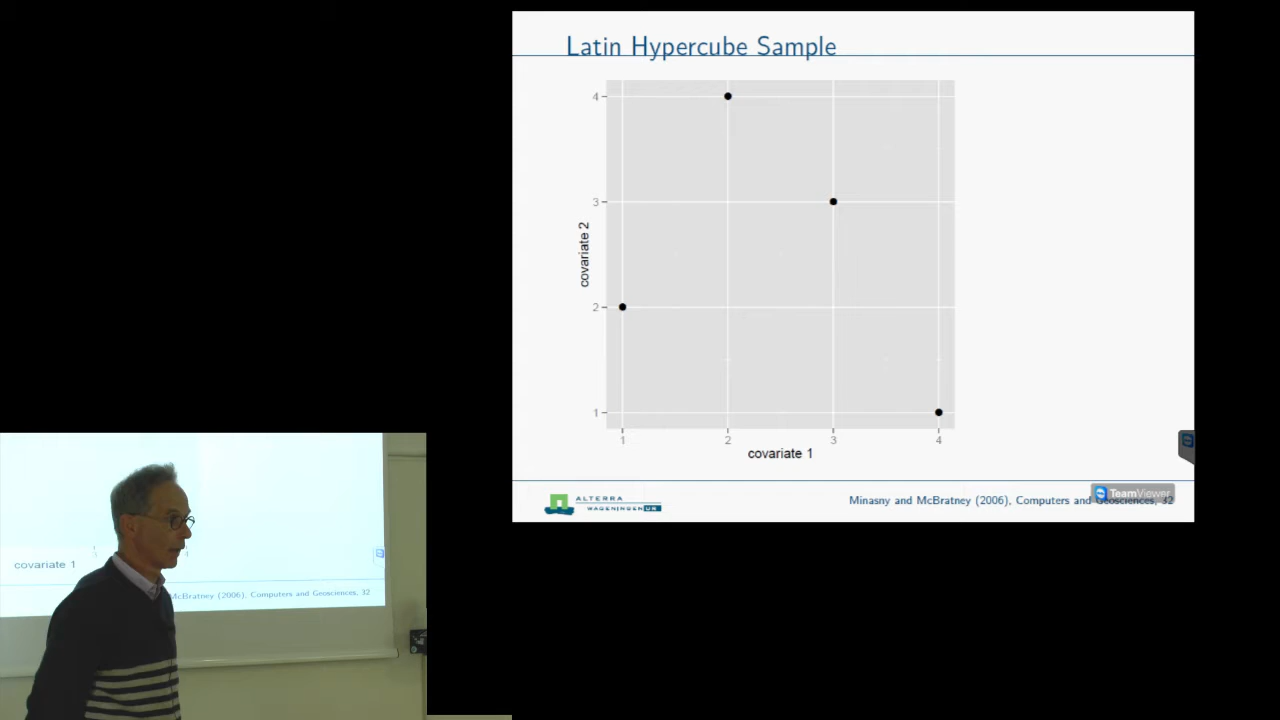 Latin Hypercube Sample
4
3
2
1
covariate 2
1 2 3 4
covariate 1
ALTERRA
WAGENINGEN UR
Minasny and McBratney (2006), Computers and Geosciences, 32
TeamViewer
covariate 1
McBratney (2006), Computers and Geosciences, 32